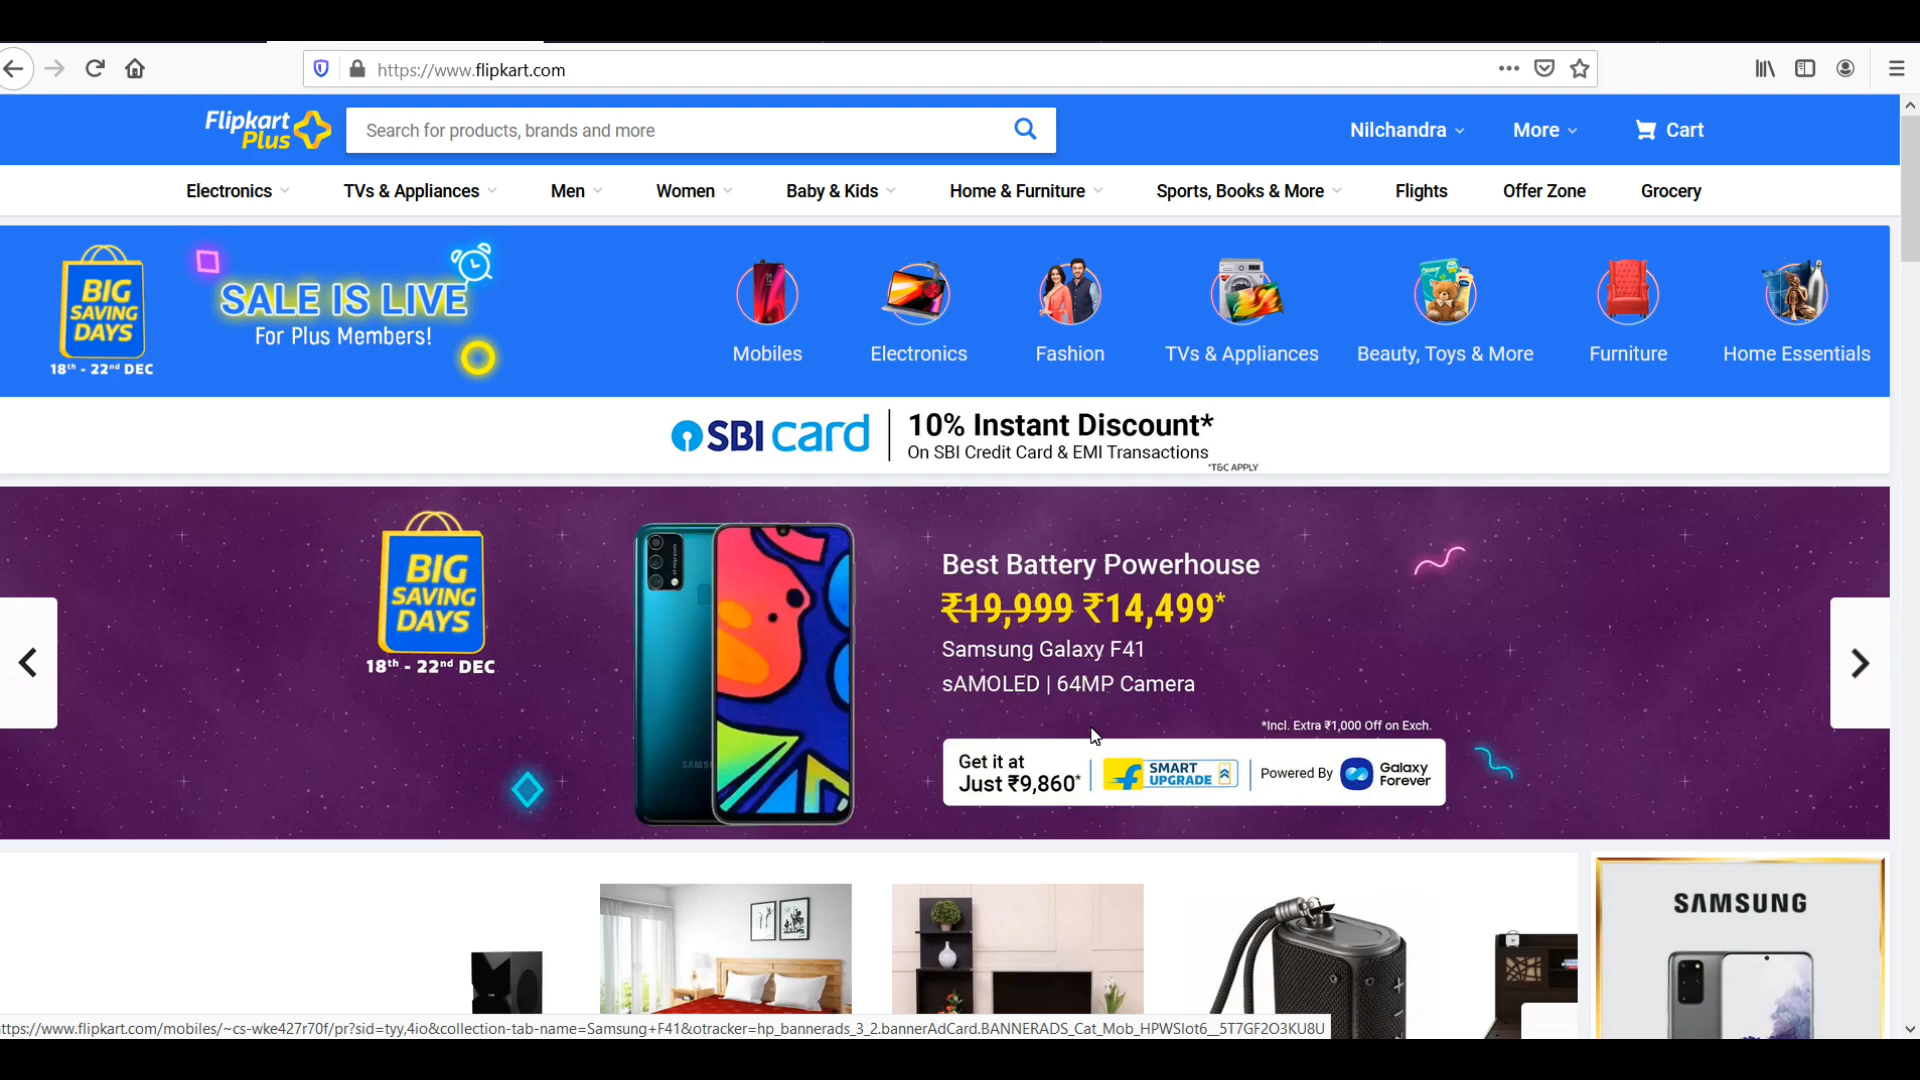 https://www.flipkart.com
Flipkart
Plus
Search for products, brands and more
Nilchandra
More
Cart
Electronics
TVs & Appliances
Men
Women
Baby & Kids
Home & Furniture
Sports, Books & More
Flights
Offer Zone
Grocery
BIG
SAVING
DAYS
18th - 22nd DEC
SALE IS LIVE
For Plus Members!
Mobiles
Electronics
Fashion
TVs & Appliances
Beauty, Toys & More
Furniture
Home Essentials
SBI card
10% Instant Discount*
On SBI Credit Card & EMI Transactions
*T&C APPLY
BIG
SAVING
DAYS
18th - 22nd DEC
Best Battery Powerhouse
₹19,999 ₹14,499*
Samsung Galaxy F41
sAMOLED | 64MP Camera
*Incl. Extra ₹1,000 Off on Exch.
Get it at
Just ₹9,860*
SMART
UPGRADE
Powered By
Galaxy
Forever
SAMS
SAMSUNG
ttps://www.flipkart.com/mobiles/~cs-wke427r70f/pr?sid=tyy,4io&collection-tab-name=Samsung+F41&otracker=hp_bannerads_3_2.bannerAdCard.BANNERADS_Cat_Mob_HPWSlot6__5T7GF2O3KU8U